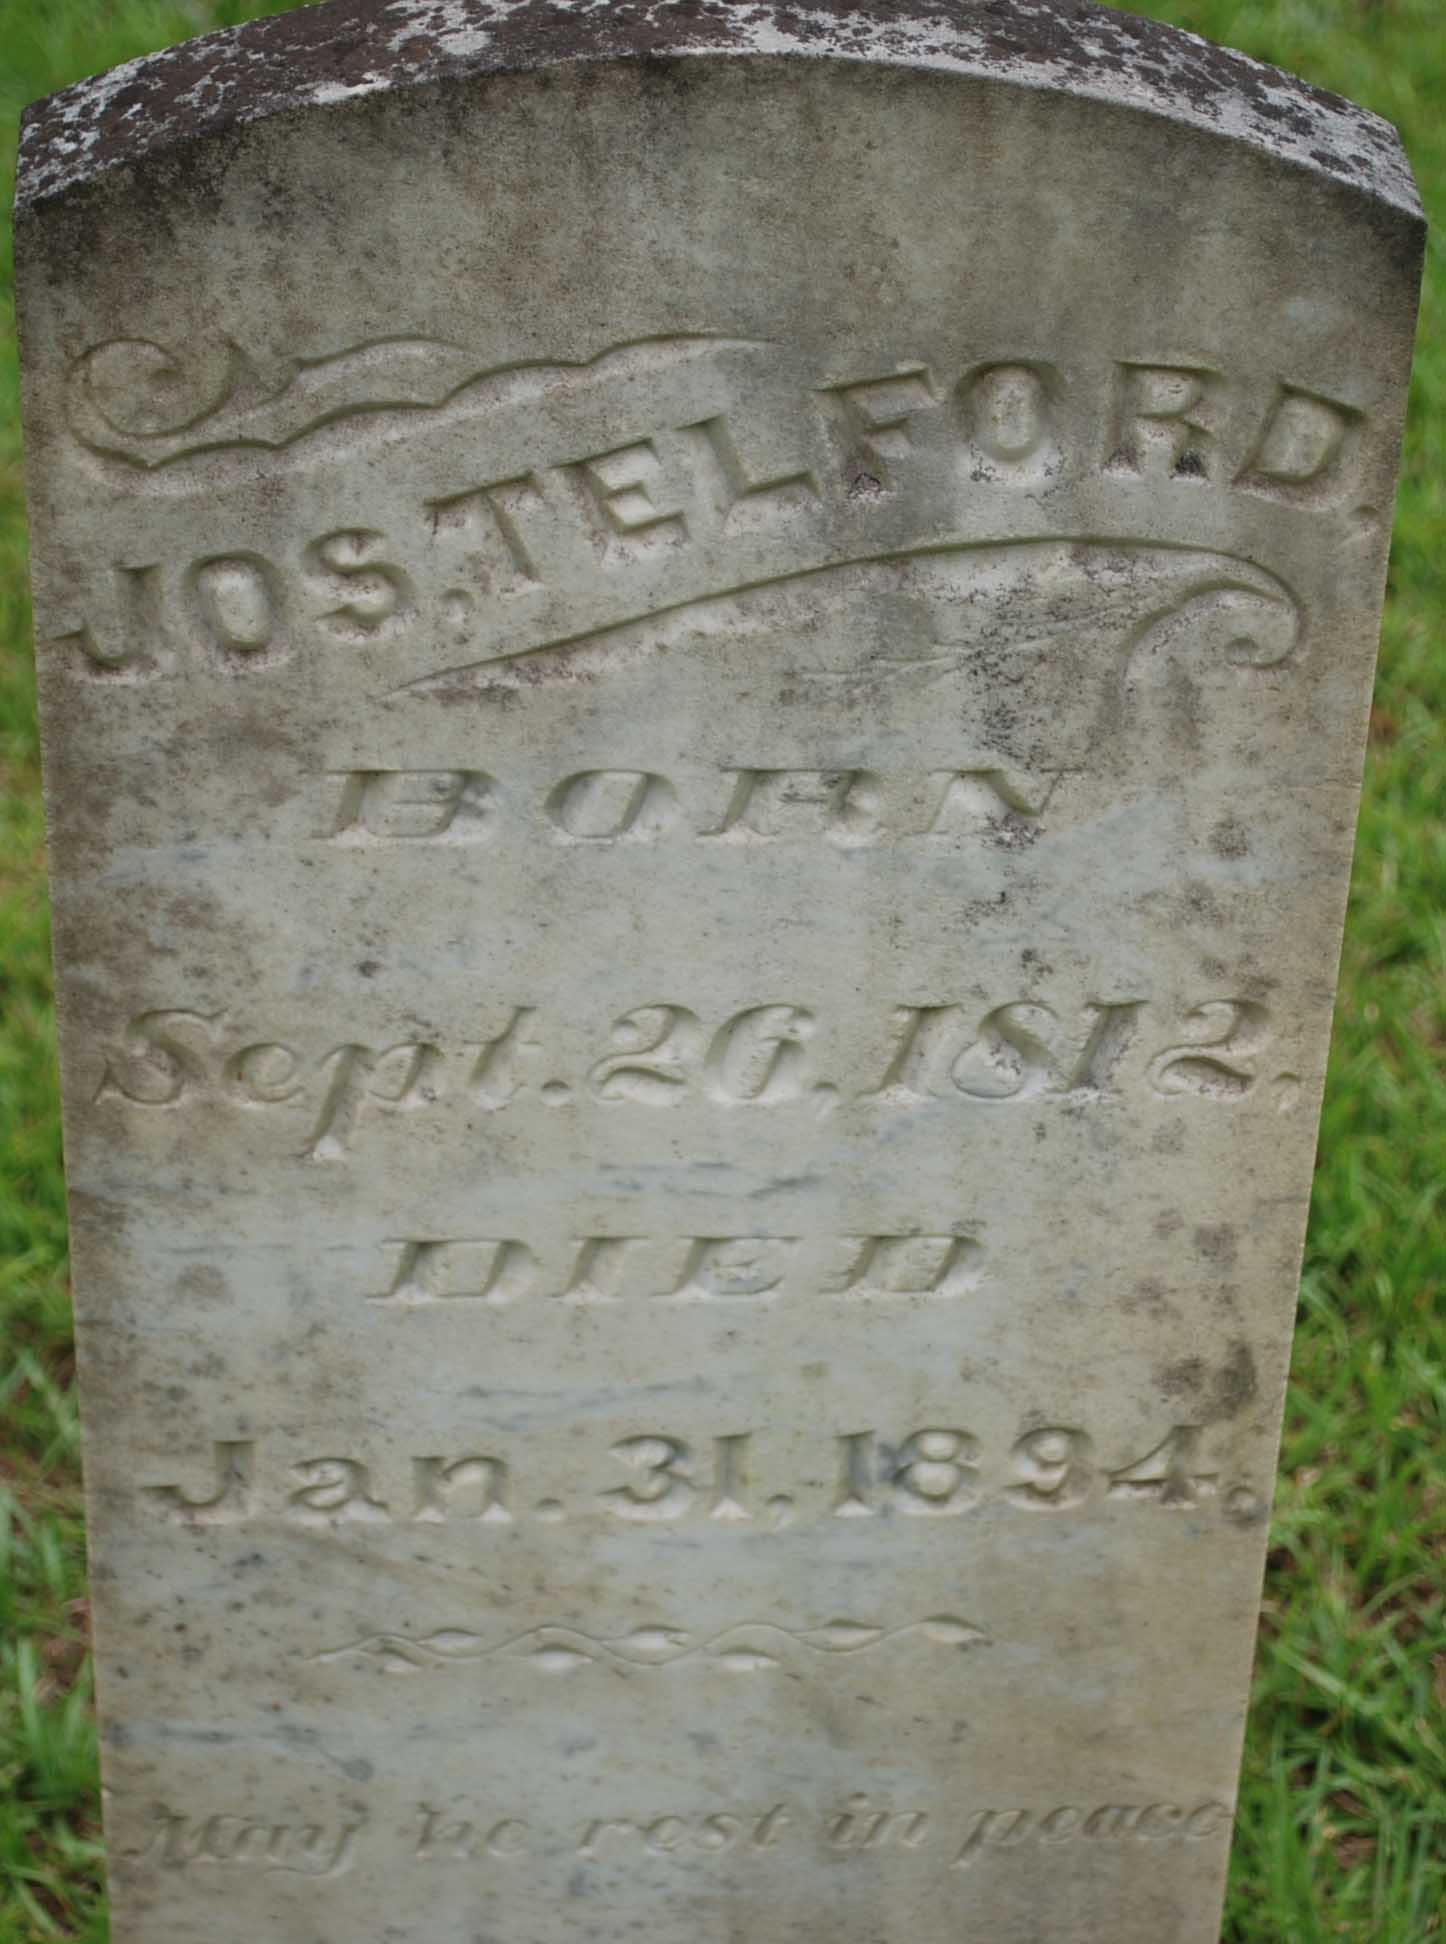 JOS. TELFORD.
BORN
Sept. 26, 1812,
DIED
Jan. 31, 1894.
May he rest in peace